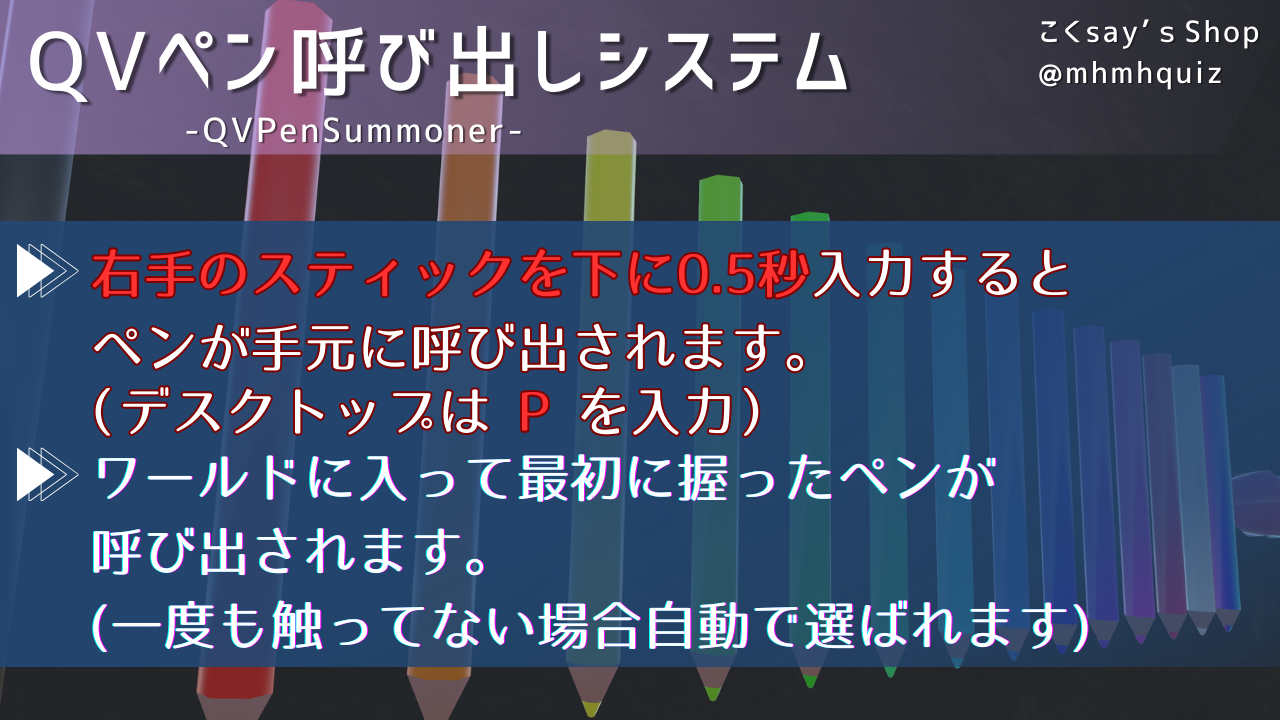 QVペン呼び出しシステム
-QVPenSummoner-
こくsay’s Shop
@mhmhquiz
右手のスティックを下に0.5秒入力すると
ペンが手元に呼び出されます。
(デスクトップは P を入力)
ワールドに入って最初に握ったペンが
呼び出されます。
(一度も触ってない場合自動で選ばれます)